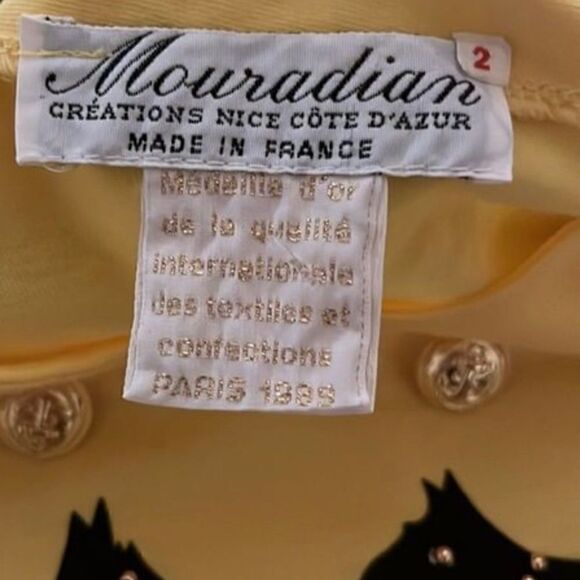 Mouradian
2
CRÉATIONS NICE CÔTE D'AZUR
MADE IN FRANCE
Médaille d'or
de la qualité
internationale
des textiles et
confections
PARIS